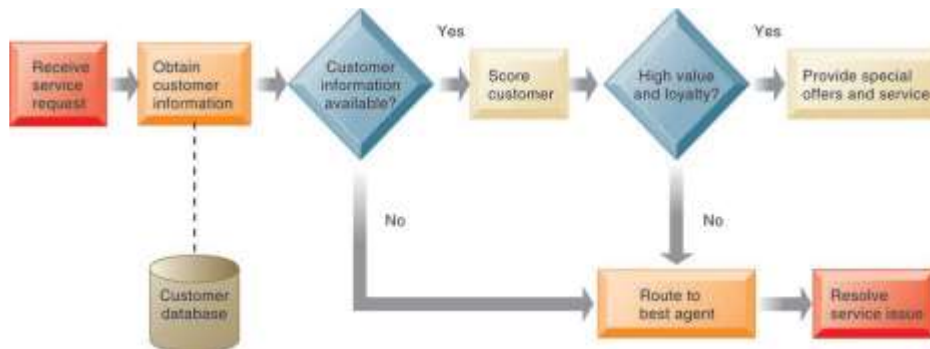 Yes
Yes
Receive
service
request
Obtain
customer
information
Customer
information
available?
Score
customer
High value
and loyalty?
Provide special
offers and service
No
No
Customer
database
Route to
best agent
Resolve
service issue